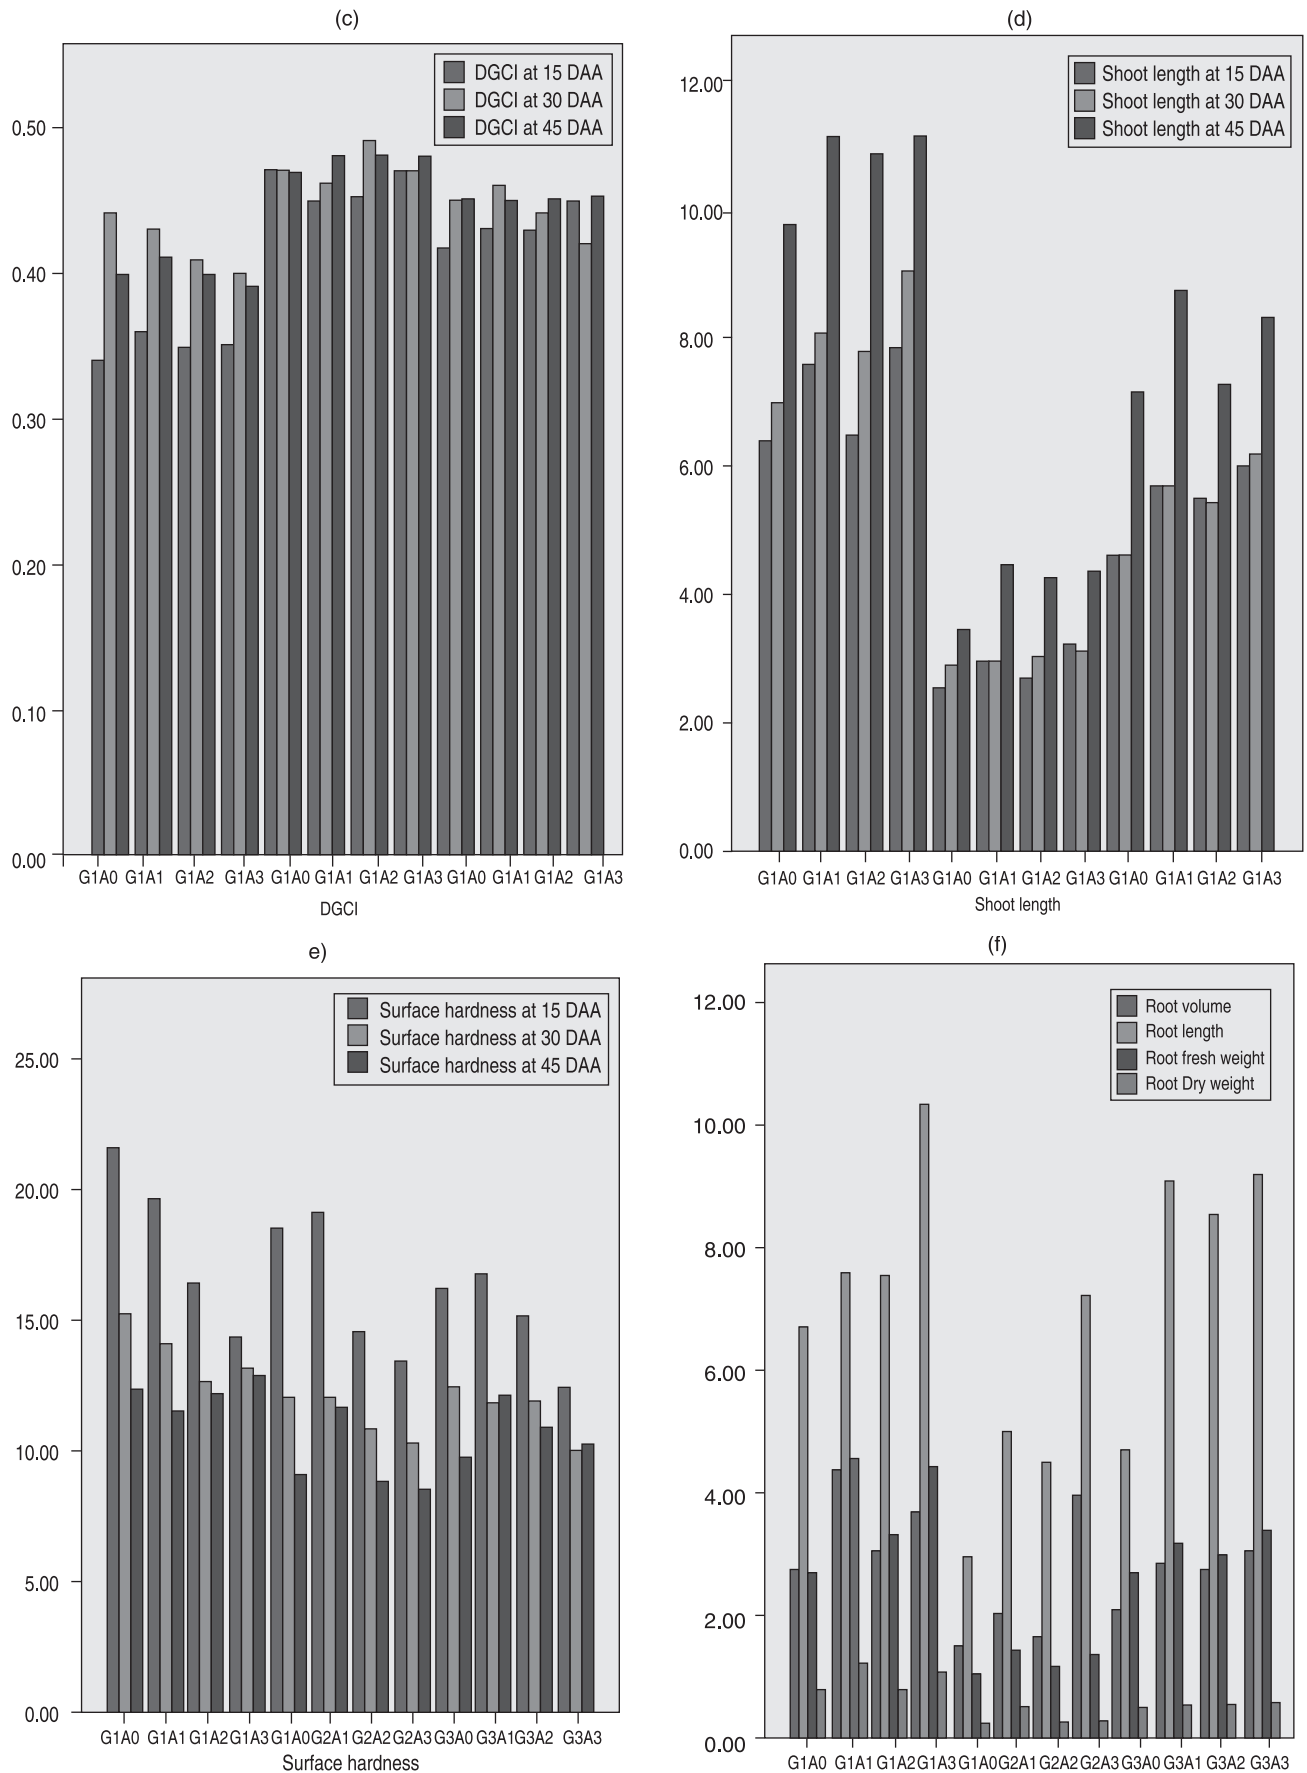 (c)
DGCI at 15 DAA
DGCI at 30 DAA
DGCI at 45 DAA
0.50
0.40
0.30
0.20
0.10
0.00
G1A0 G1A1 G1A2 G1A3 G1A0 G1A1 G1A2 G1A3 G1A0 G1A1 G1A2 G1A3
DGCI
(d)
Shoot length at 15 DAA
Shoot length at 30 DAA
Shoot length at 45 DAA
12.00
10.00
8.00
6.00
4.00
2.00
0.00
G1A0 G1A1 G1A2 G1A3 G1A0 G1A1 G1A2 G1A3 G1A0 G1A1 G1A2 G1A3
Shoot length
e)
Surface hardness at 15 DAA
Surface hardness at 30 DAA
Surface hardness at 45 DAA
25.00
20.00
15.00
10.00
5.00
0.00
G1A0 G1A1 G1A2 G1A3 G1A0 G2A1 G2A2 G2A3 G3A0 G3A1 G3A2 G3A3
Surface hardness
(f)
Root volume
Root length
Root fresh weight
Root Dry weight
12.00
10.00
8.00
6.00
4.00
2.00
0.00
G1A0 G1A1 G1A2 G1A3 G1A0 G2A1 G2A2 G2A3 G3A0 G3A1 G3A2 G3A3